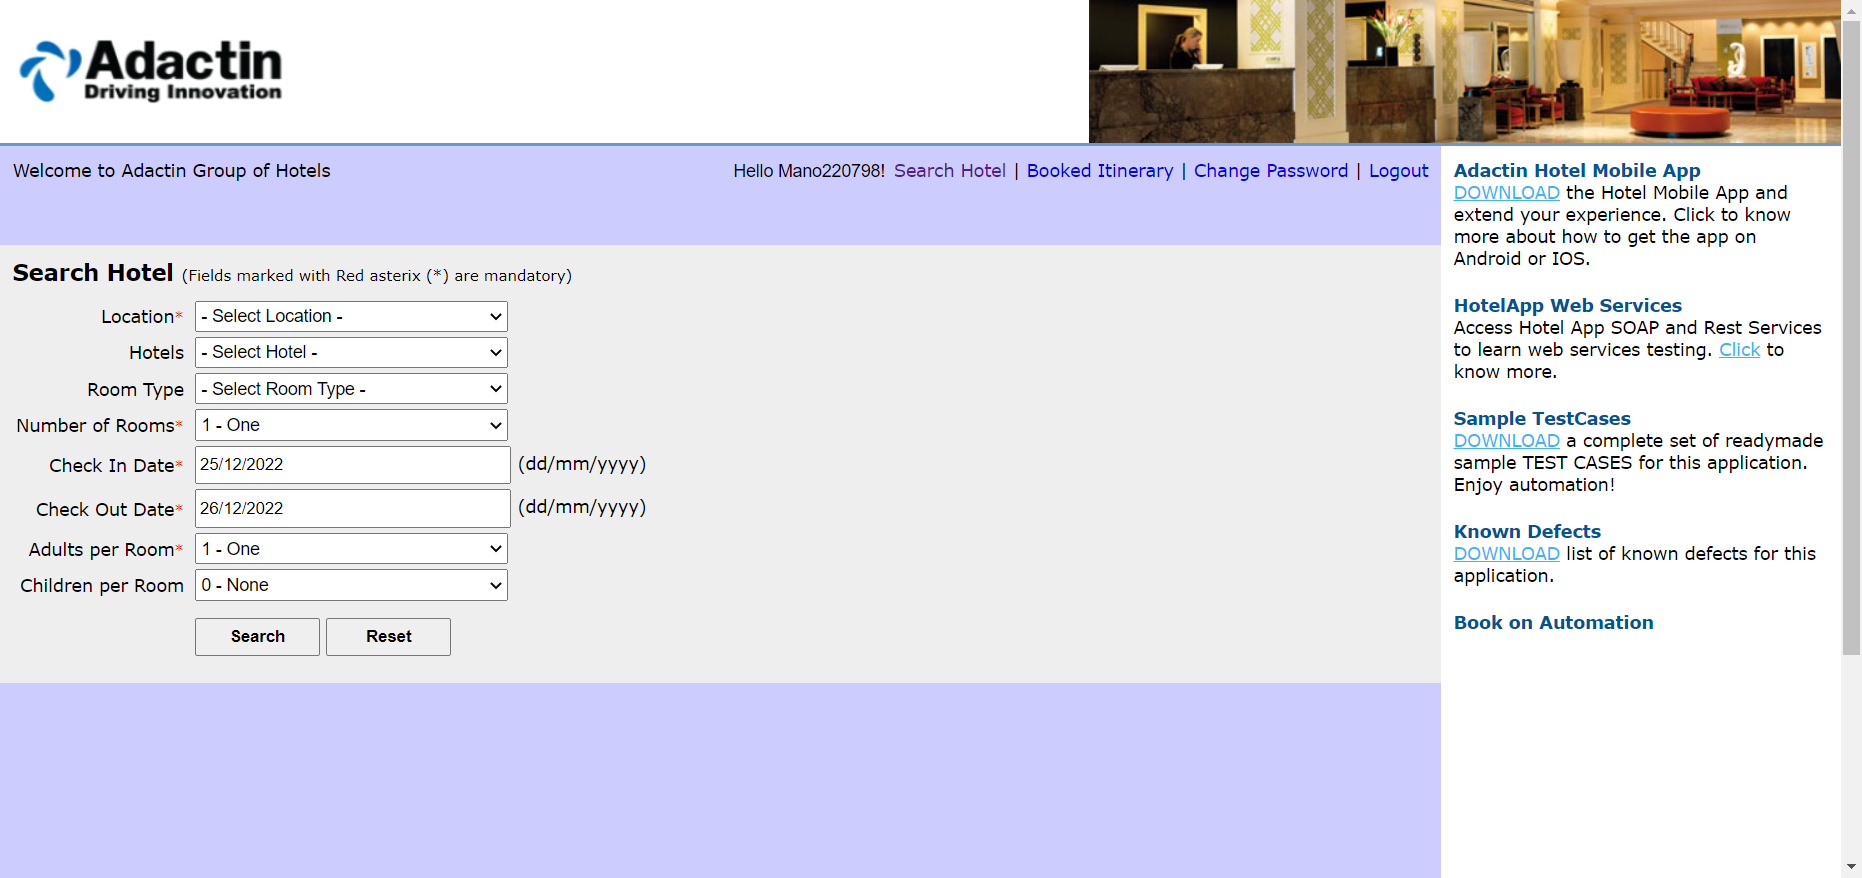 Adactin
Driving Innovation
Welcome to Adactin Group of Hotels
Hello Mano220798! Search Hotel | Booked Itinerary | Change Password | Logout
Search Hotel (Fields marked with Red asterix (*) are mandatory)
Location* - Select Location -
Hotels - Select Hotel -
Room Type - Select Room Type -
Number of Rooms* 1 - One
Check In Date* 25/12/2022 (dd/mm/yyyy)
Check Out Date* 26/12/2022 (dd/mm/yyyy)
Adults per Room* 1 - One
Children per Room 0 - None
Search Reset
Adactin Hotel Mobile App
DOWNLOAD the Hotel Mobile App and
extend your experience. Click to know
more about how to get the app on
Android or IOS.
HotelApp Web Services
Access Hotel App SOAP and Rest Services
to learn web services testing. Click to
know more.
Sample TestCases
DOWNLOAD a complete set of readymade
sample TEST CASES for this application.
Enjoy automation!
Known Defects
DOWNLOAD list of known defects for this
application.
Book on Automation